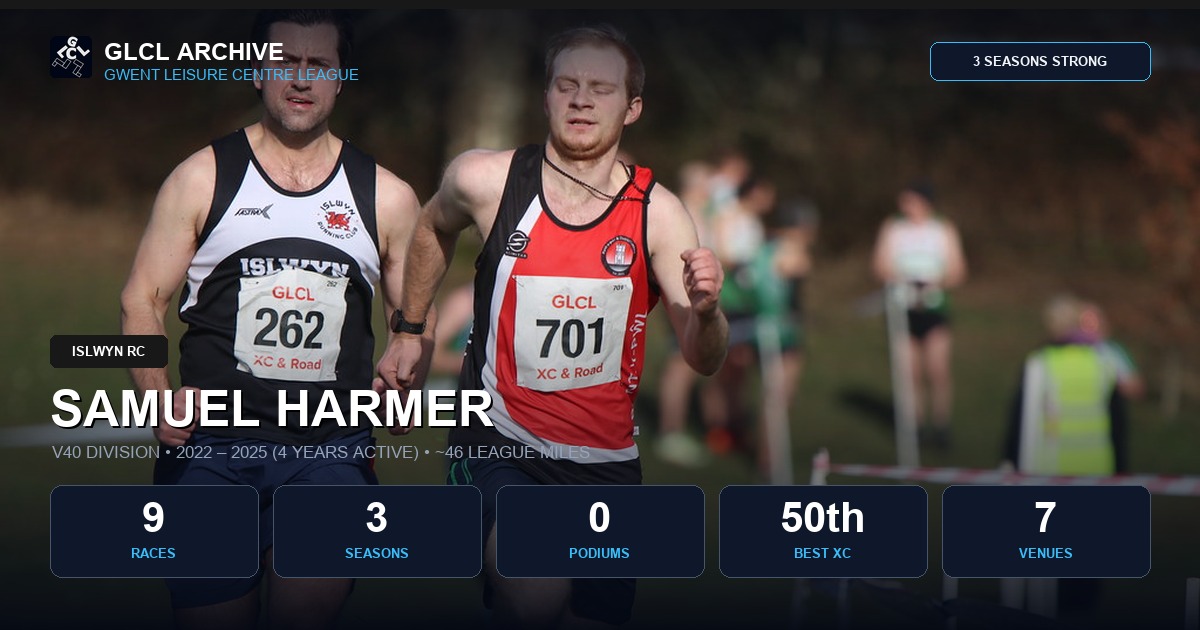 GLCL ARCHIVE
GWENT LEISURE CENTRE LEAGUE
3 SEASONS STRONG
FASTRAX
ISLWYN
RUNNING CLUB
ISLWYN
GLCL
262
262
XC & Road
GLCL
701
701
XC & Road
ISLWYN RC
SAMUEL HARMER
V40 DIVISION • 2022 – 2025 (4 YEARS ACTIVE) • ~46 LEAGUE MILES
9
RACES
3
SEASONS
0
PODIUMS
50th
BEST XC
7
VENUES